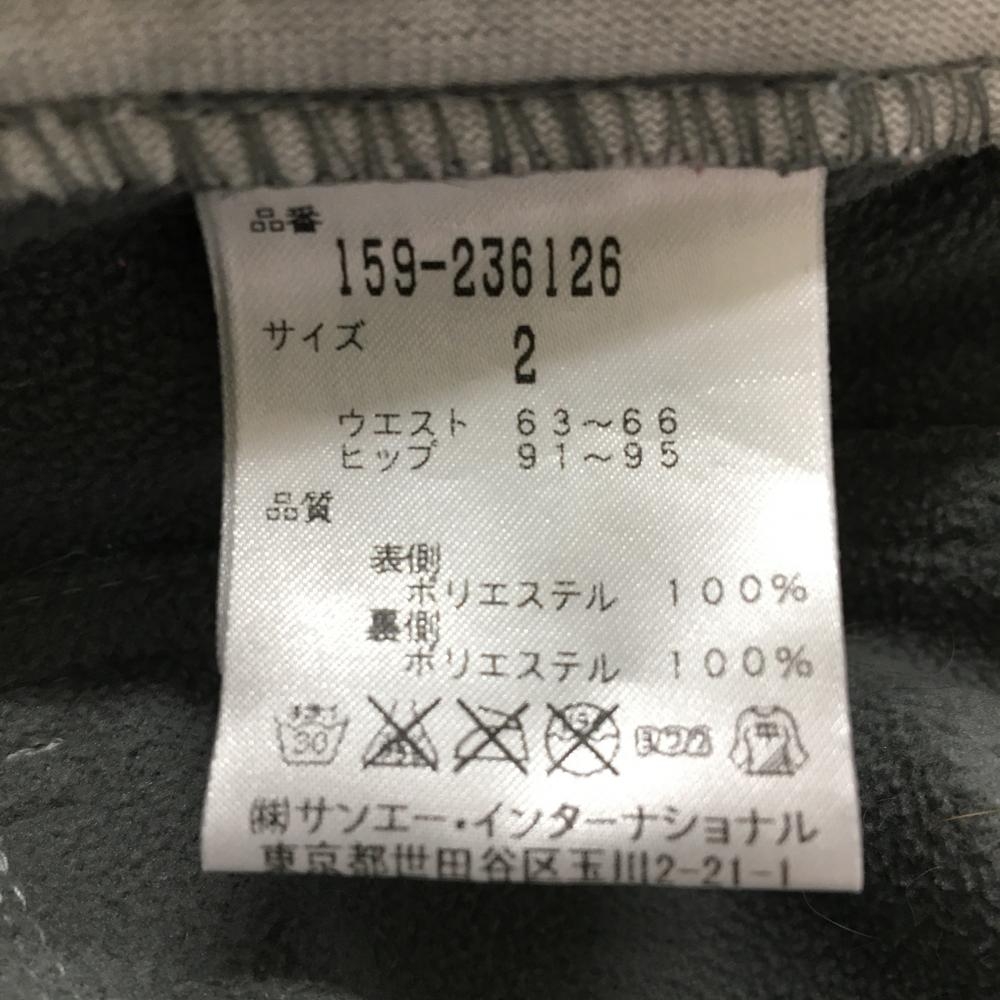 品番
159-236126
サイズ 2
ウエスト 63～66
ヒップ 91～95
品質
表側
ポリエステル 100%
裏側
ポリエステル 100%
30 平
㈱サンエー・インターナショナル
東京都世田谷区玉川2-21-1